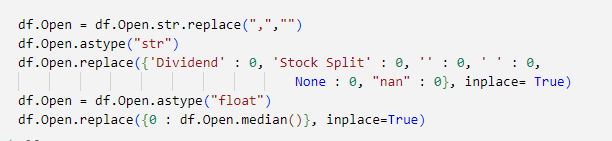 df.Open = df.Open.str.replace(",","")
df.Open.astype("str")
df.Open.replace({'Dividend' : 0, 'Stock Split' : 0, '' : 0, ' ' : 0,
None : 0, "nan" : 0}, inplace= True)
df.Open = df.Open.astype("float")
df.Open.replace({0 : df.Open.median()}, inplace=True)